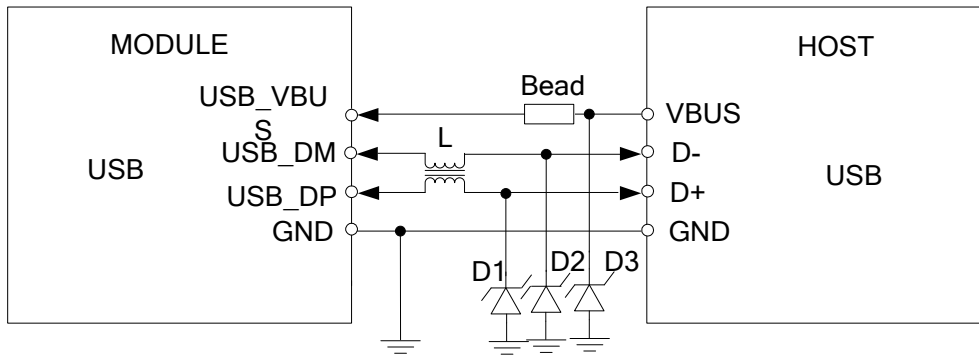 MODULE
HOST
Bead
USB_VBU
S
VBUS
L
USB_DM
D-
USB
USB
USB_DP
D+
GND
GND
D1
D2
D3